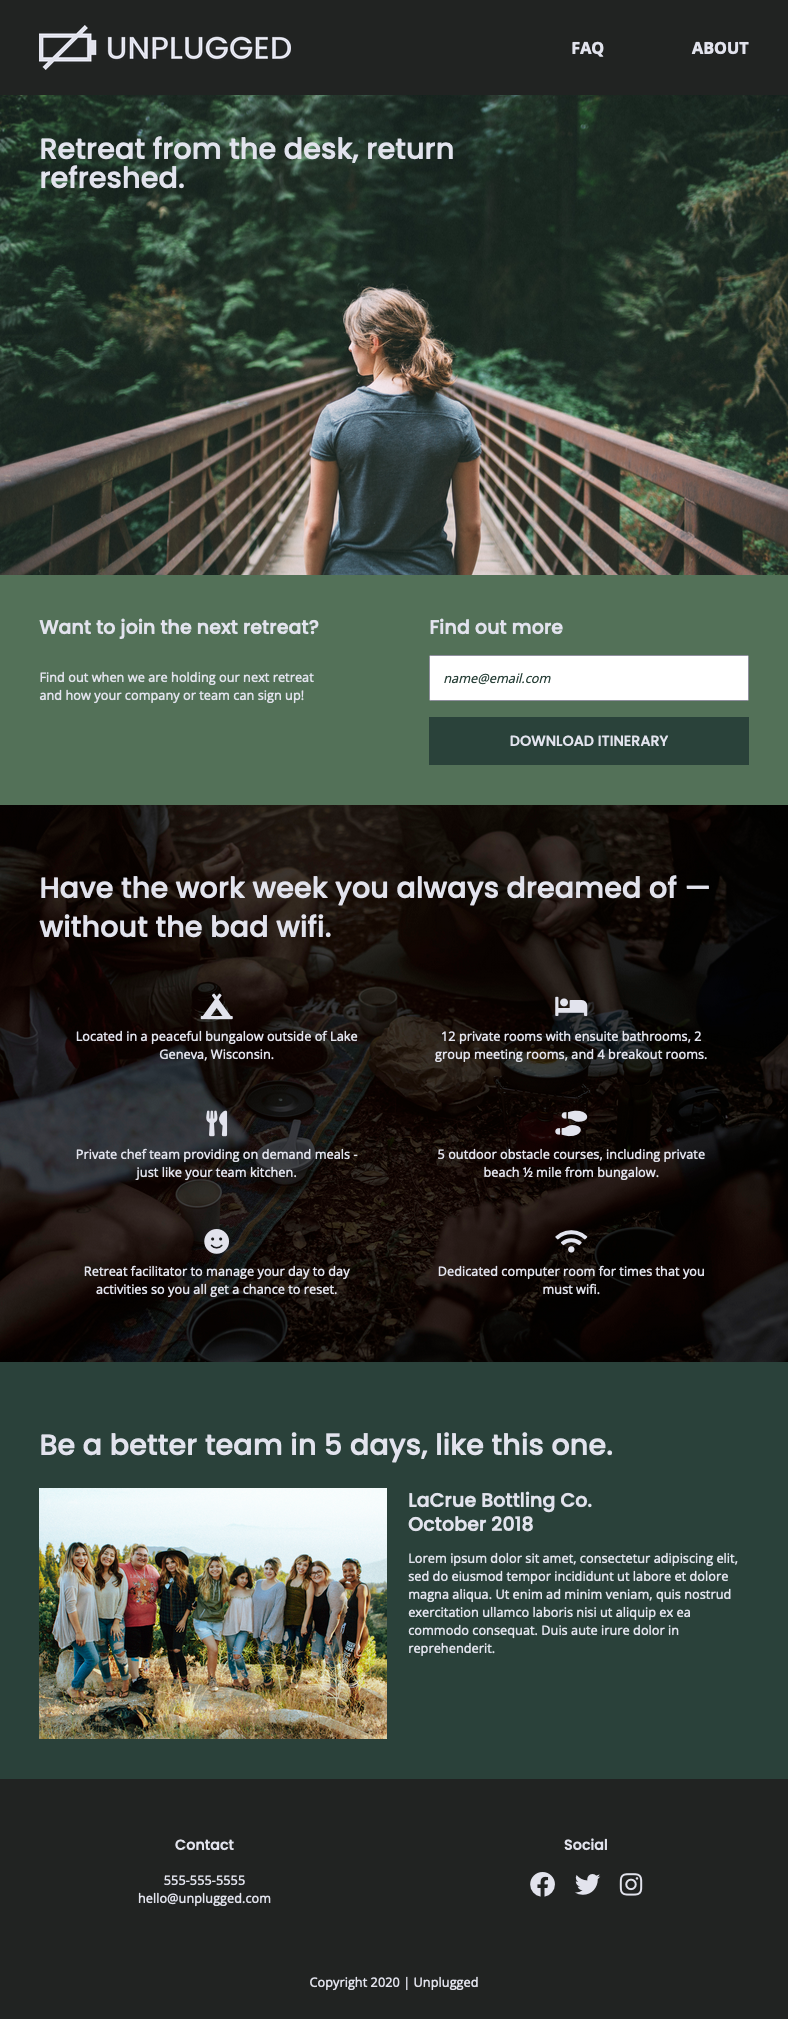 UNPLUGGED
FAQ
ABOUT
Retreat from the desk, return
refreshed.
Want to join the next retreat?
Find out when we are holding our next retreat
and how your company or team can sign up!
Find out more
name@email.com
DOWNLOAD ITINERARY
Have the work week you always dreamed of —
without the bad wifi.
Located in a peaceful bungalow outside of Lake
Geneva, Wisconsin.
12 private rooms with ensuite bathrooms, 2
group meeting rooms, and 4 breakout rooms.
Private chef team providing on demand meals -
just like your team kitchen.
5 outdoor obstacle courses, including private
beach ½ mile from bungalow.
Retreat facilitator to manage your day to day
activities so you all get a chance to reset.
Dedicated computer room for times that you
must wifi.
Be a better team in 5 days, like this one.
LaCrue Bottling Co.
October 2018
Lorem ipsum dolor sit amet, consectetur adipiscing elit,
sed do eiusmod tempor incididunt ut labore et dolore
magna aliqua. Ut enim ad minim veniam, quis nostrud
exercitation ullamco laboris nisi ut aliquip ex ea
commodo consequat. Duis aute irure dolor in
reprehenderit.
Contact
555-555-5555
hello@unplugged.com
Social
Copyright 2020 | Unplugged